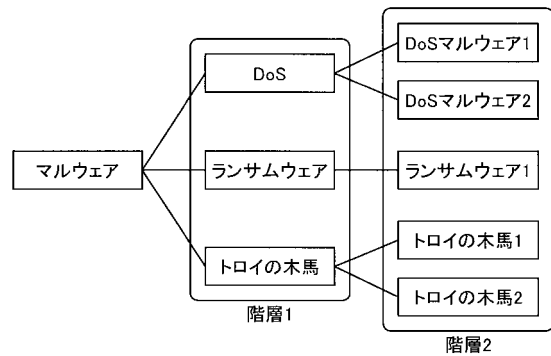 DoSマルウェア1
DoS
DoSマルウェア2
マルウェア
ランサムウェア
ランサムウェア1
トロイの木馬1
トロイの木馬
トロイの木馬2
階層1
階層2